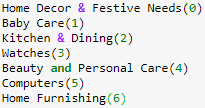 Home Decor & Festive Needs(0)
Baby Care(1)
Kitchen & Dining(2)
Watches(3)
Beauty and Personal Care(4)
Computers(5)
Home Furnishing(6)